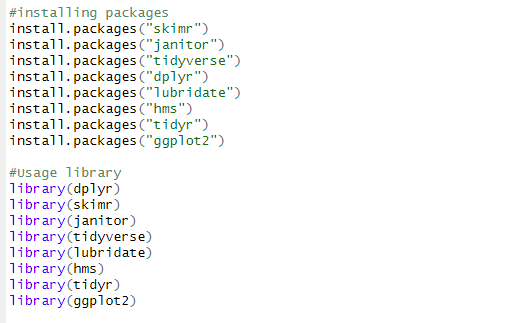 #installing packages
install.packages("skimr")
install.packages("janitor")
install.packages("tidyverse")
install.packages("dplyr")
install.packages("lubridate")
install.packages("hms")
install.packages("tidyr")
install.packages("ggplot2")
#Usage library
library(dplyr)
library(skimr)
library(janitor)
library(tidyverse)
library(lubridate)
library(hms)
library(tidyr)
library(ggplot2)